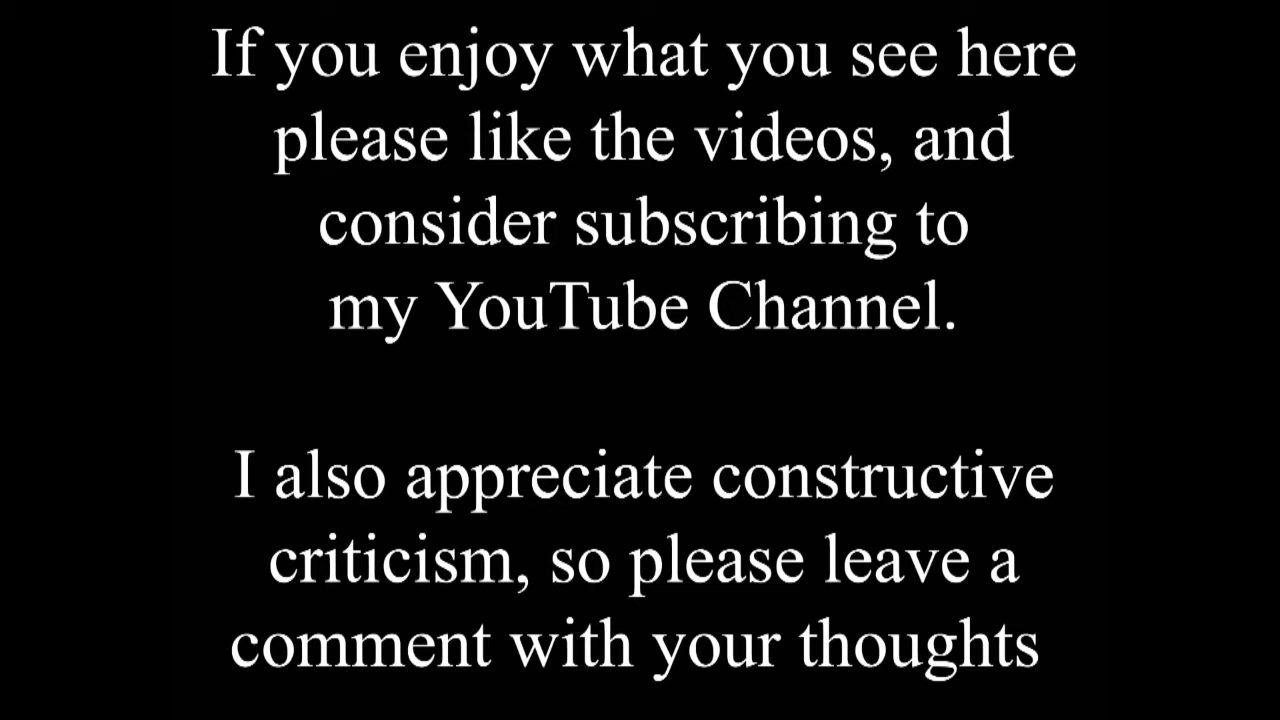 If you enjoy what you see here
please like the videos, and
consider subscribing to
my YouTube Channel.
I also appreciate constructive
criticism, so please leave a
comment with your thoughts